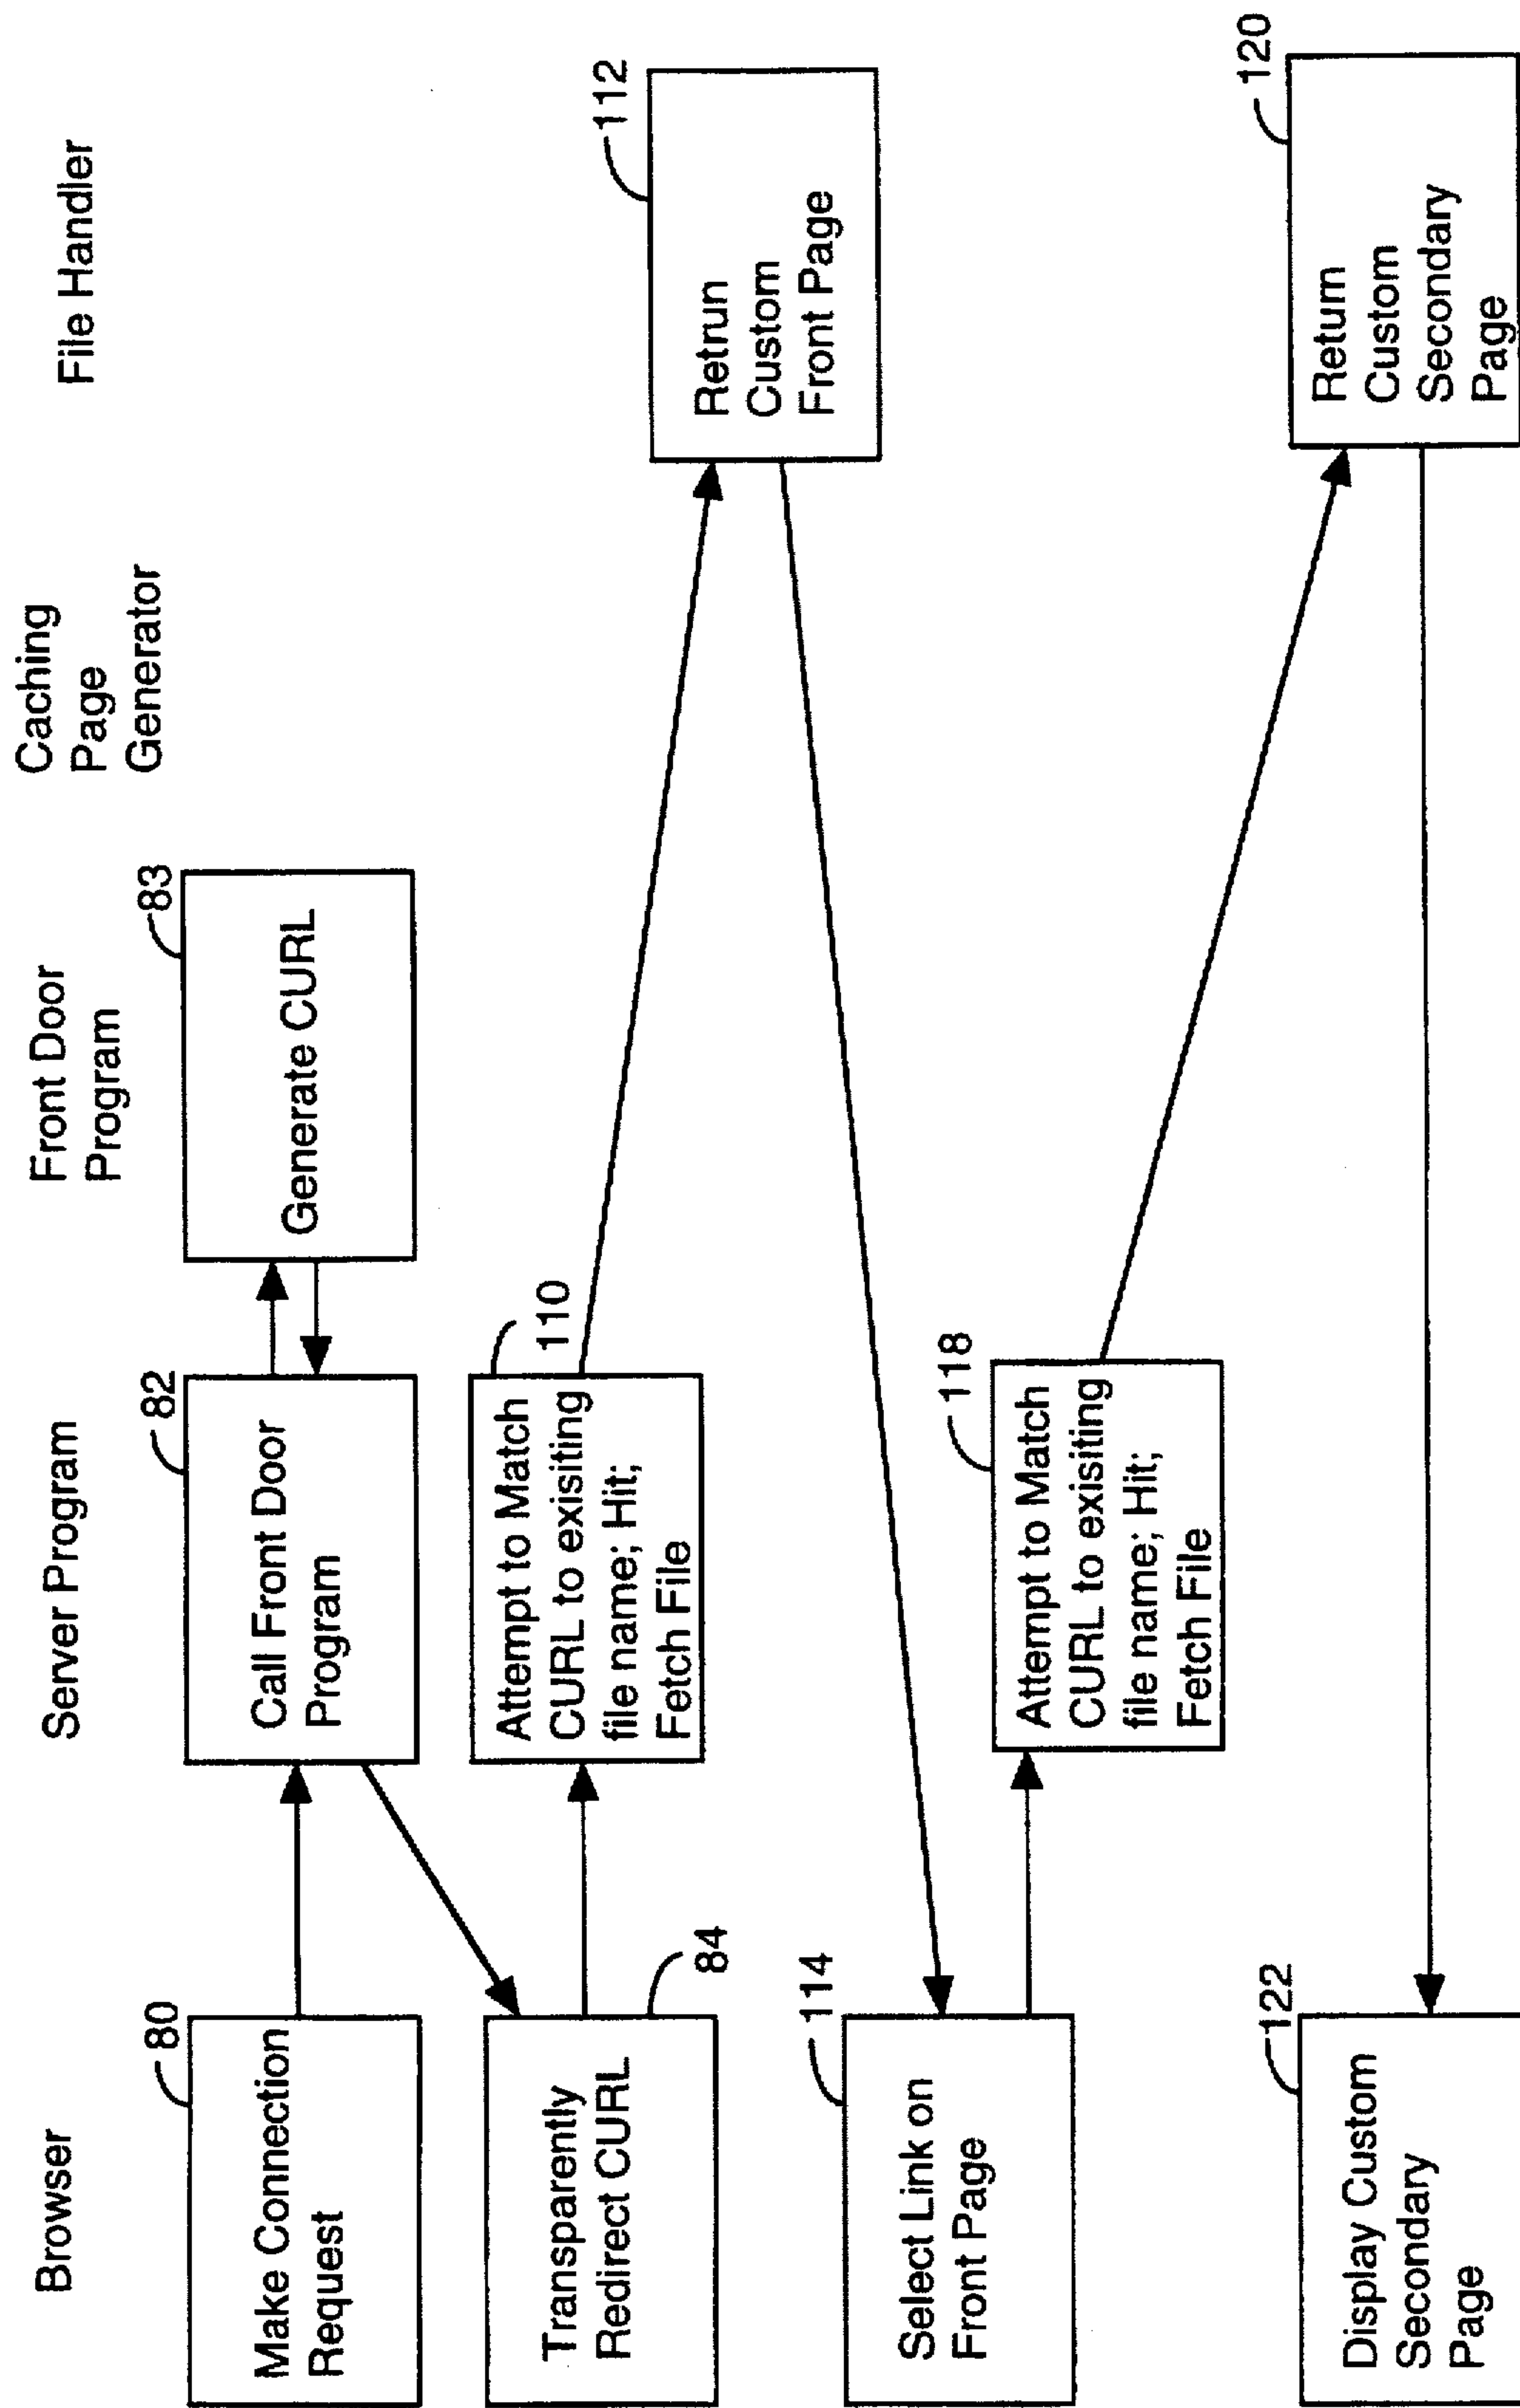 Browser
Server Program
Front Door
Program
Caching
Page
Generator
File Handler
80
Make Connection
Request
82
Call Front Door
Program
83
Generate CURL
Transparently
Redirect CURL
84
110
Attempt to Match
CURL to exisiting
file name; Hit;
Fetch File
112
Retrun
Custom
Front Page
114
Select Link on
Front Page
118
Attempt to Match
CURL to exisiting
file name; Hit;
Fetch File
120
Return
Custom
Secondary
Page
122
Display Custom
Secondary
Page